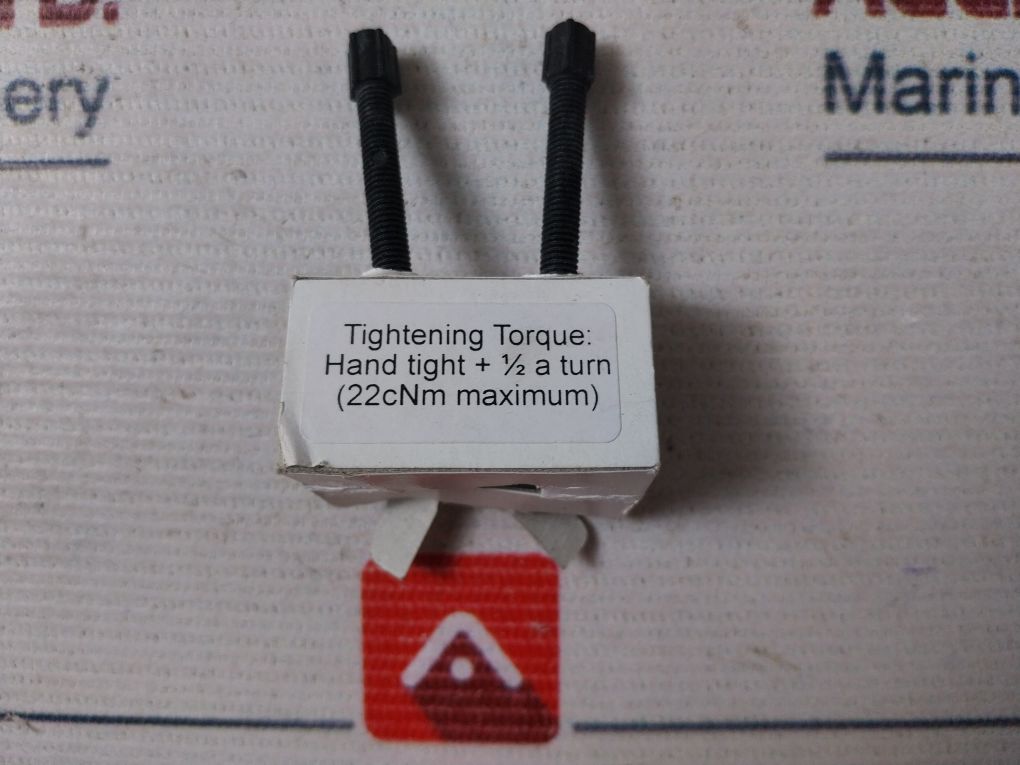 ery
Marin
Tightening Torque:
Hand tight + ½ a turn
(22cNm maximum)